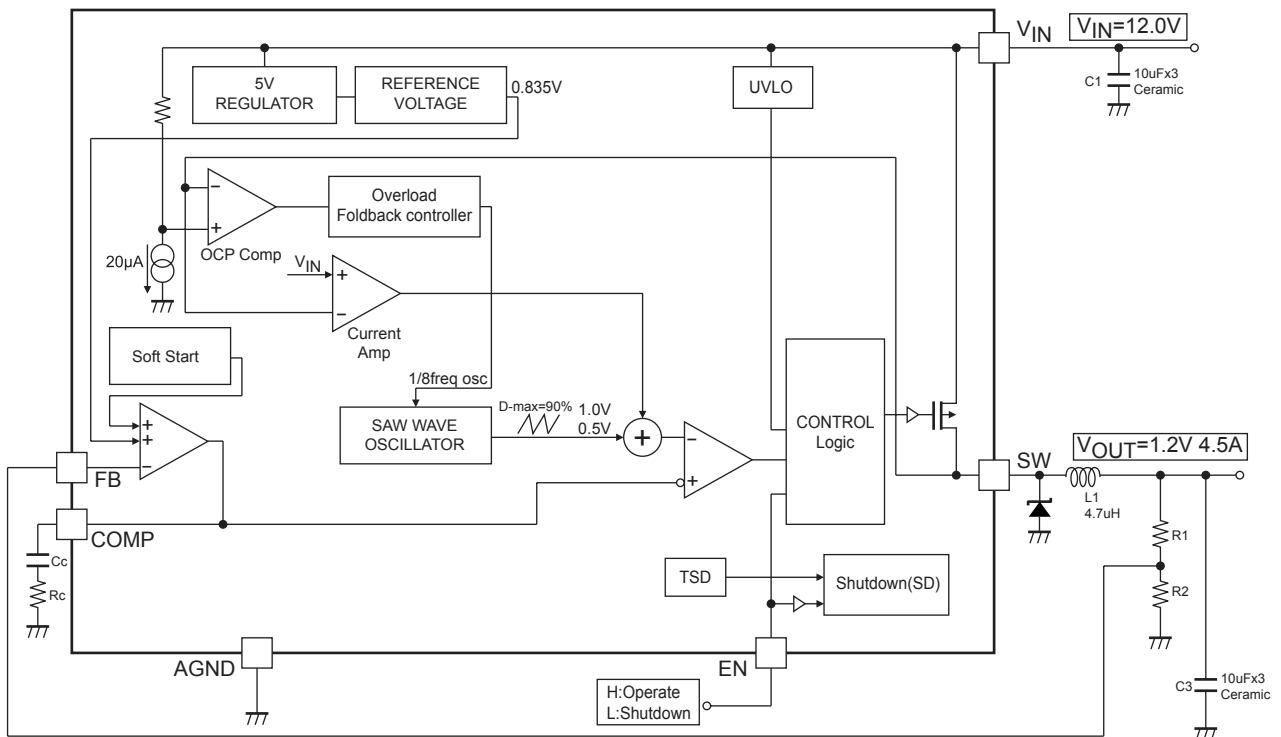 VIN
VIN=12.0V
C1
10uFx3
Ceramic
5V
REGULATOR
REFERENCE
VOLTAGE
0.835V
UVLO
−
+
OCP Comp
Overload
Foldback controller
20µA
VIN
+
−
Current
Amp
Soft Start
1/8freq osc
SAW WAVE
OSCILLATOR
D-max=90%
1.0V
0.5V
+
−
+
CONTROL
Logic
+
+
−
FB
COMP
Cc
Rc
SW
VOUT=1.2V 4.5A
L1
4.7uH
R1
R2
TSD
Shutdown(SD)
AGND
EN
H:Operate
L:Shutdown
C3
10uFx3
Ceramic